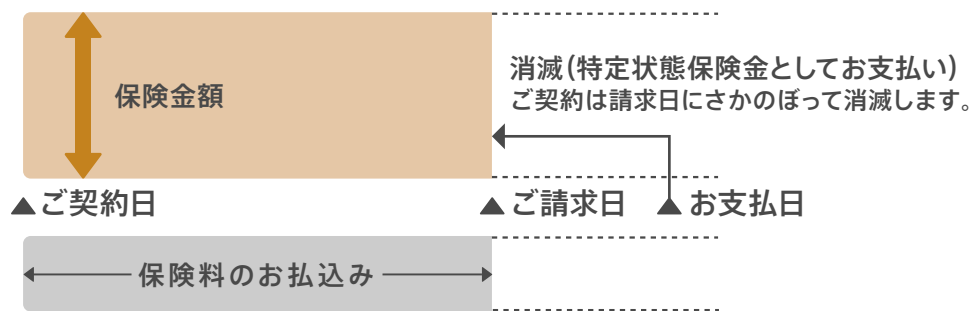 消滅(特定状態保険金としてお支払い)
ご契約は請求日にさかのぼって消滅します。
保険金額
▲ご契約日
▲ご請求日
▲お支払日
保険料のお払込み